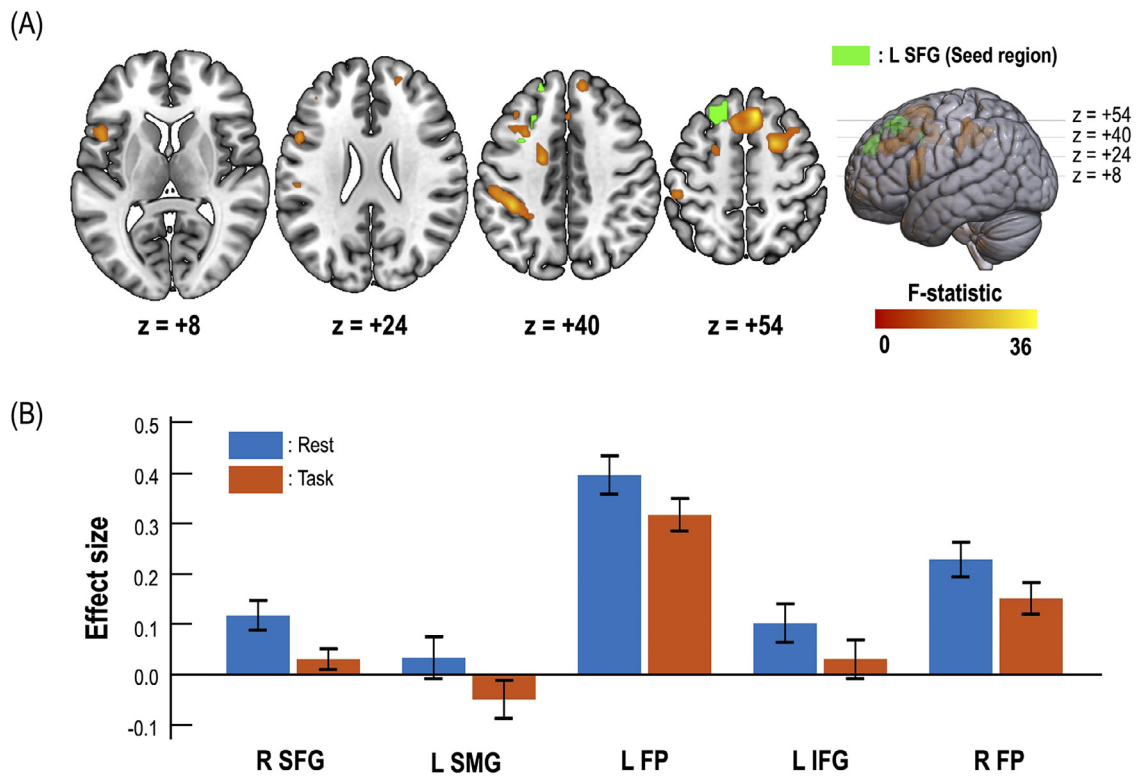 (A)
: L SFG (Seed region)
z = +54
z = +40
z = +24
z = +8
z = +8
z = +24
z = +40
z = +54
F-statistic
0
36
(B)
0.5
0.4
0.3
0.2
0.1
0.0
-0.1
Effect size
: Rest
: Task
R SFG
L SMG
L FP
L IFG
R FP